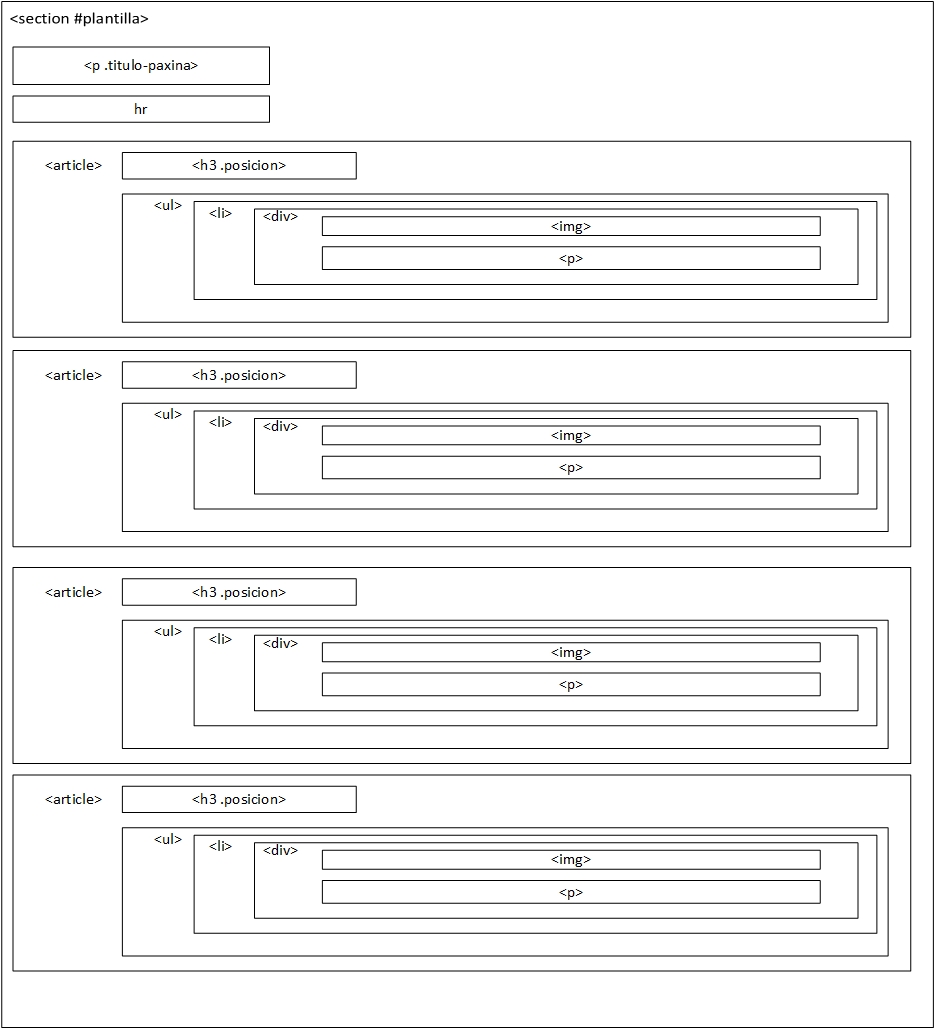 <section #plantilla>
<p .titulo-paxina>
hr
<article>
<h3 .posicion>
<ul>
<li>
<div>
<img>
<p>
<article>
<h3 .posicion>
<ul>
<li>
<div>
<img>
<p>
<article>
<h3 .posicion>
<ul>
<li>
<div>
<img>
<p>
<article>
<h3 .posicion>
<ul>
<li>
<div>
<img>
<p>